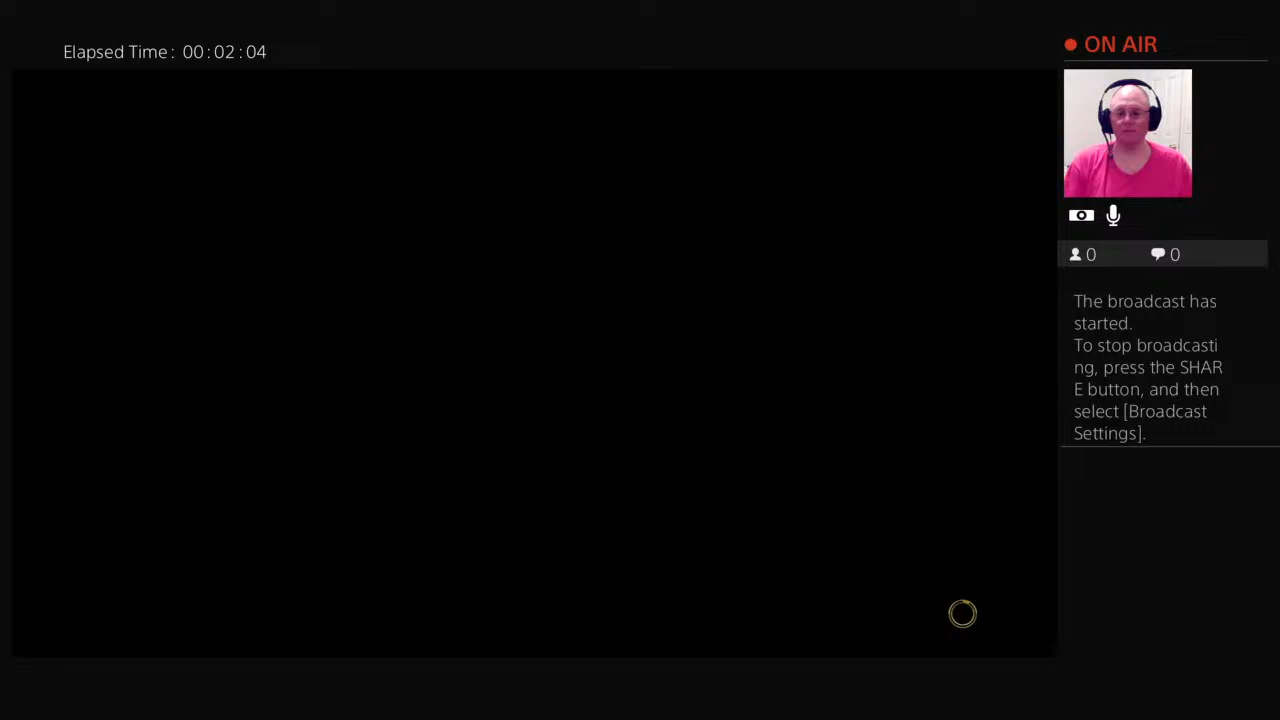 Elapsed Time: 00:02:04
ON AIR
0 0
The broadcast has
started.
To stop broadcasti
ng, press the SHAR
E button, and then
select [Broadcast
Settings].